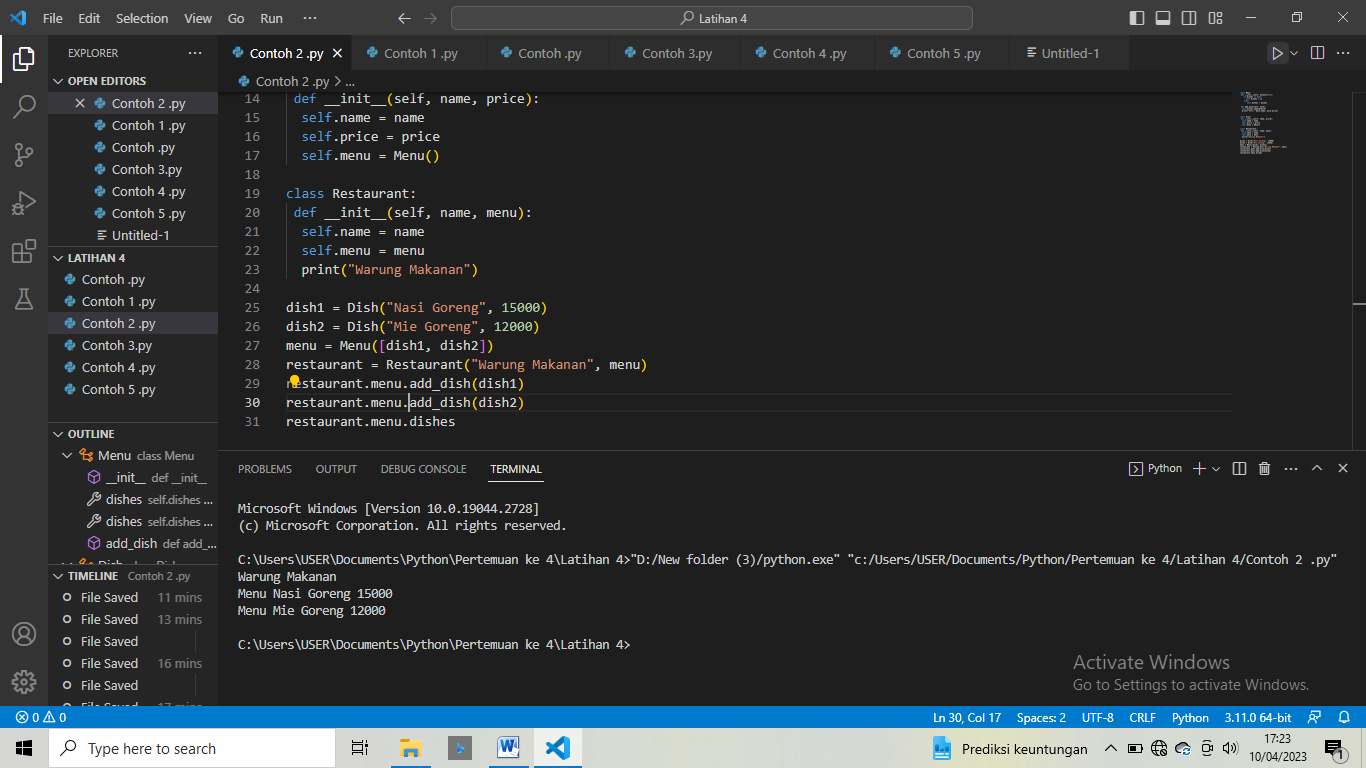 File Edit Selection View Go Run ··· Latihan 4
EXPLORER ···
OPEN EDITORS
Contoh 2 .py
Contoh 1 .py
Contoh .py
Contoh 3.py
Contoh 4 .py
Contoh 5 .py
Untitled-1
LATIHAN 4
Contoh .py
Contoh 1 .py
Contoh 2 .py
Contoh 3.py
Contoh 4 .py
Contoh 5 .py
OUTLINE
Menu class Menu
__init__ def __init__
dishes self.dishes ...
dishes self.dishes ...
add_dish def add_...
TIMELINE Contoh 2 .py
File Saved 11 mins
File Saved 13 mins
File Saved
File Saved 16 mins
File Saved
File Saved 17 mins
Contoh 2 .py Contoh 1 .py Contoh .py Contoh 3.py Contoh 4 .py Contoh 5 .py Untitled-1
Contoh 2 .py > ...
14 def __init__(self, name, price):
15 self.name = name
16 self.price = price
17 self.menu = Menu()
18
19 class Restaurant:
20 def __init__(self, name, menu):
21 self.name = name
22 self.menu = menu
23 print("Warung Makanan")
24
25 dish1 = Dish("Nasi Goreng", 15000)
26 dish2 = Dish("Mie Goreng", 12000)
27 menu = Menu([dish1, dish2])
28 restaurant = Restaurant("Warung Makanan", menu)
29 restaurant.menu.add_dish(dish1)
30 restaurant.menu.add_dish(dish2)
31 restaurant.menu.dishes
PROBLEMS OUTPUT DEBUG CONSOLE TERMINAL Python
Microsoft Windows [Version 10.0.19044.2728]
(c) Microsoft Corporation. All rights reserved.
C:\Users\USER\Documents\Python\Pertemuan ke 4\Latihan 4>"D:/New folder (3)/python.exe" "c:/Users/USER/Documents/Python/Pertemuan ke 4/Latihan 4/Contoh 2 .py"
Warung Makanan
Menu Nasi Goreng 15000
Menu Mie Goreng 12000
C:\Users\USER\Documents\Python\Pertemuan ke 4\Latihan 4>
Activate Windows
Go to Settings to activate Windows.
0 0 Ln 30, Col 17 Spaces: 2 UTF-8 CRLF Python 3.11.0 64-bit
Type here to search Prediksi keuntungan 17:23
10/04/2023 1